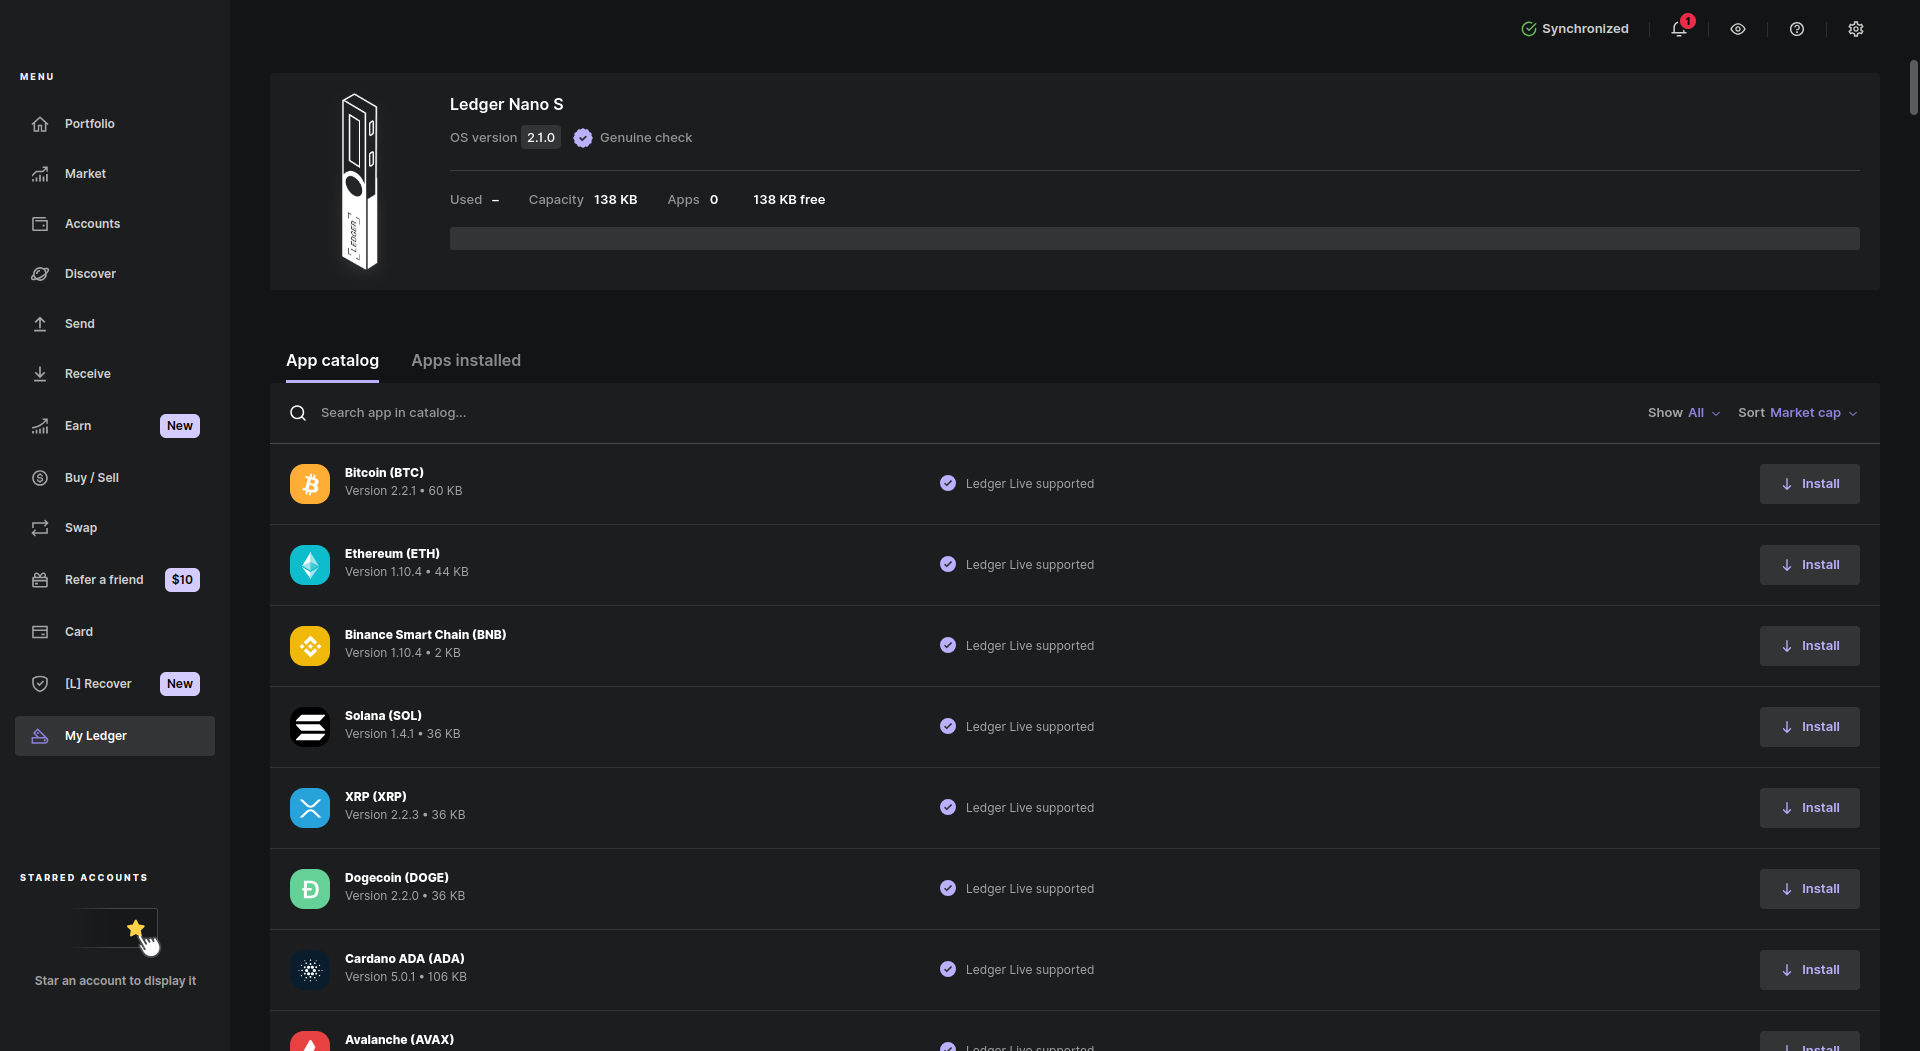 Synchronized
1
MENU
Portfolio
Market
Accounts
Discover
Send
Receive
Earn New
Buy / Sell
Swap
Refer a friend $10
Card
[L] Recover New
My Ledger
STARRED ACCOUNTS
Star an account to display it
LEDGER
Ledger Nano S
OS version 2.1.0 Genuine check
Used – Capacity 138 KB Apps 0 138 KB free
App catalog Apps installed
Search app in catalog... Show All Sort Market cap
Bitcoin (BTC)
Version 2.2.1 • 60 KB
Ledger Live supported
Install
Ethereum (ETH)
Version 1.10.4 • 44 KB
Ledger Live supported
Install
Binance Smart Chain (BNB)
Version 1.10.4 • 2 KB
Ledger Live supported
Install
Solana (SOL)
Version 1.4.1 • 36 KB
Ledger Live supported
Install
XRP (XRP)
Version 2.2.3 • 36 KB
Ledger Live supported
Install
Dogecoin (DOGE)
Version 2.2.0 • 36 KB
Ledger Live supported
Install
Cardano ADA (ADA)
Version 5.0.1 • 106 KB
Ledger Live supported
Install
Avalanche (AVAX)
Ledger Live supported
Install